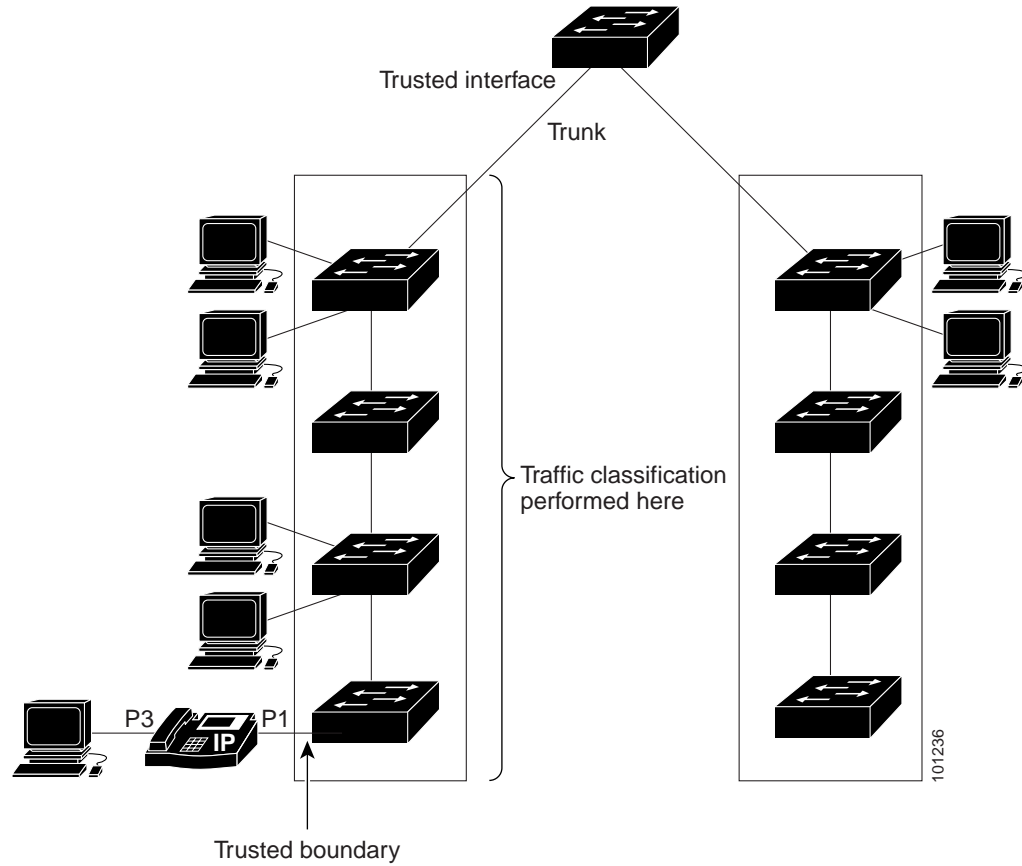 Trusted interface
Trunk
Traffic classification
performed here
P3
IP
P1
101236
Trusted boundary